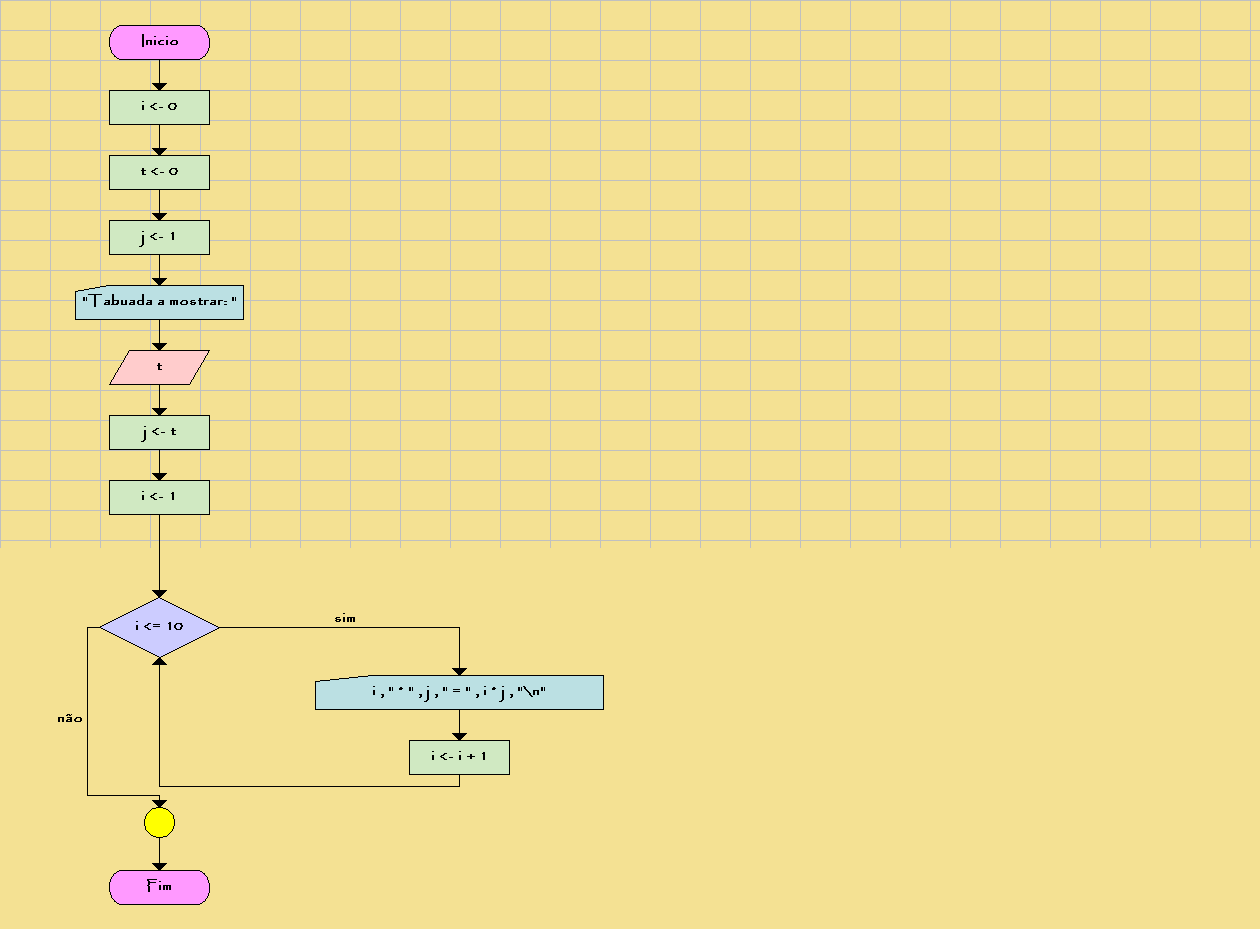 Inicio
i <- 0
t <- 0
j <- 1
"Tabuada a mostrar: "
t
j <- t
i <- 1
i <= 10
sim
i , " * " , j , " = " , i * j , "\n"
não
i <- i + 1
Fim